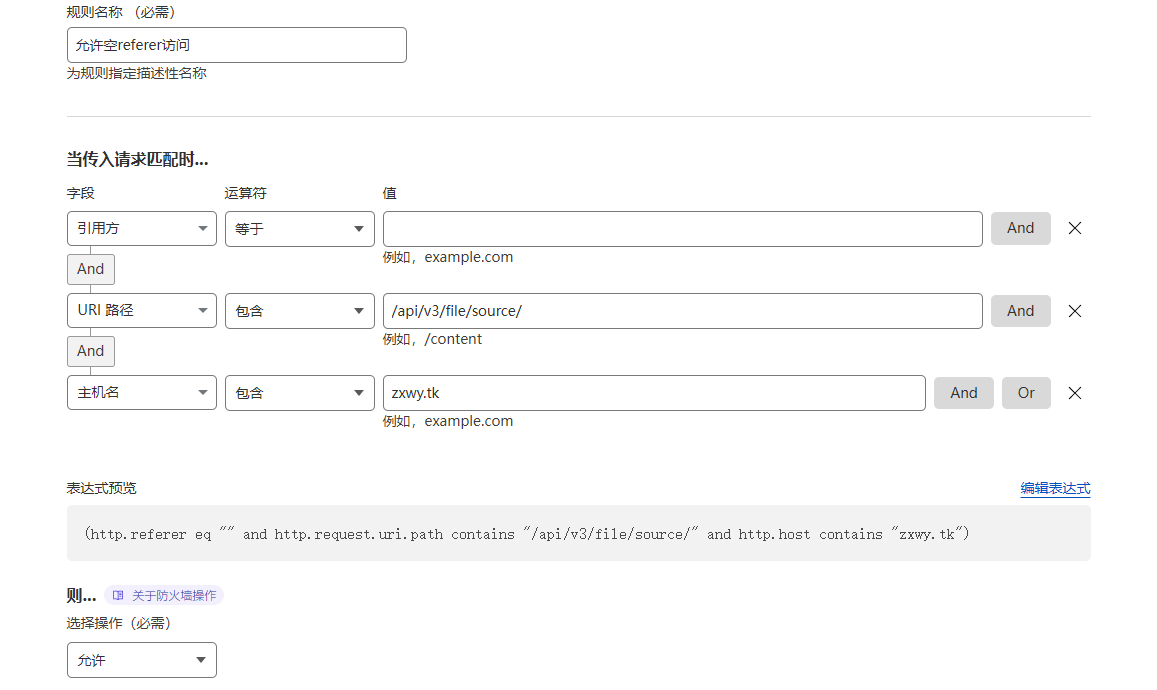 规则名称 （必需）
允许空referer访问
为规则指定描述性名称
当传入请求匹配时...
字段 运算符 值
引用方 等于 And
例如，example.com
And
URI 路径 包含 /api/v3/file/source/ And
例如，/content
And
主机名 包含 zxwy.tk And Or
例如，example.com
表达式预览 编辑表达式
(http.referer eq "" and http.request.uri.path contains "/api/v3/file/source/" and http.host contains "zxwy.tk")
则... 关于防火墙操作
选择操作（必需）
允许